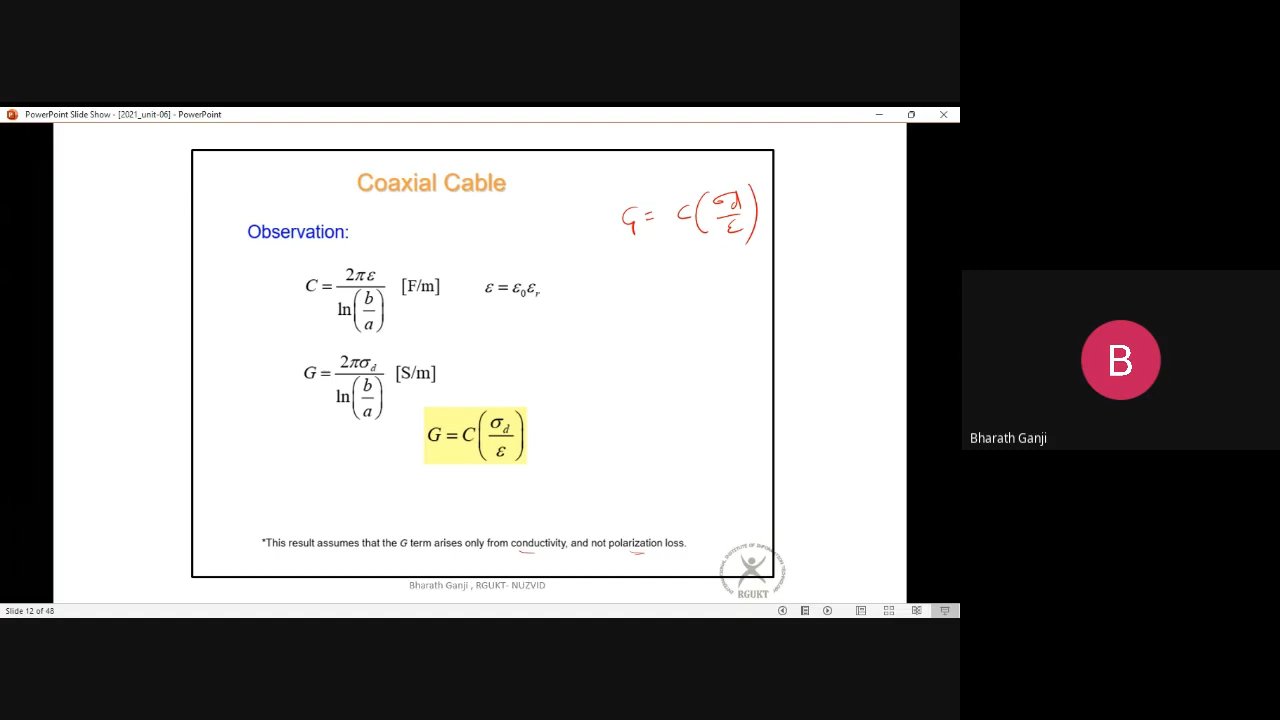 PowerPoint Slide Show - [2021_unit-06] - PowerPoint
Coaxial Cable
G = C(σd/ε)
Observation:
C = 2πε / ln(b/a) [F/m] ε = ε₀εᵣ
G = 2πσ_d / ln(b/a) [S/m]
G = C(σ_d/ε)
*This result assumes that the G term arises only from conductivity, and not polarization loss.
Bharath Ganji , RGUKT- NUZVID
RGUKT
Slide 12 of 48
B
Bharath Ganji